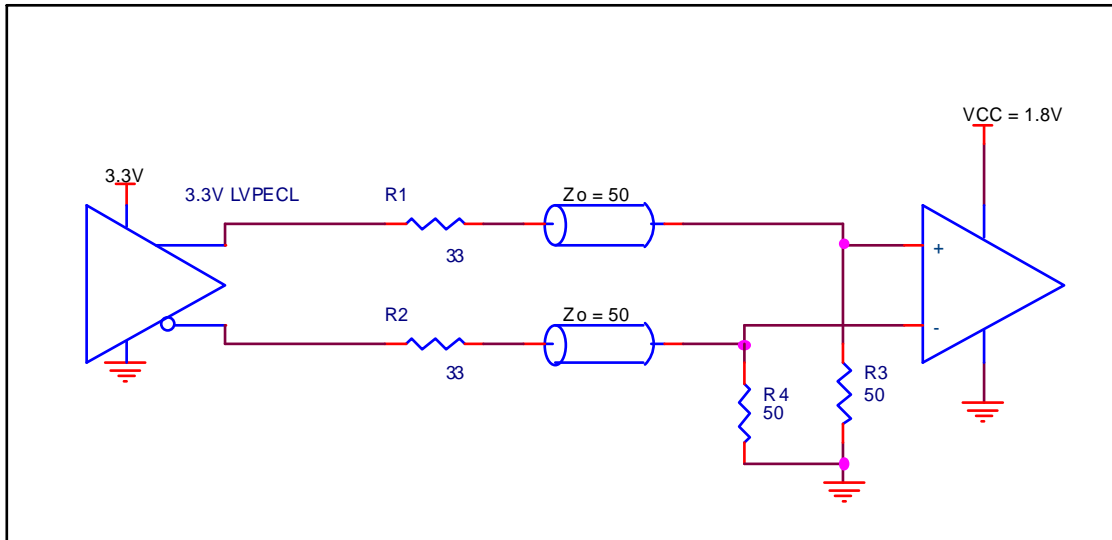 VCC = 1.8V
3.3V
3.3V LVPECL
R1
Zo = 50
33
+
R2
Zo = 50
-
33
R4
50
R3
50